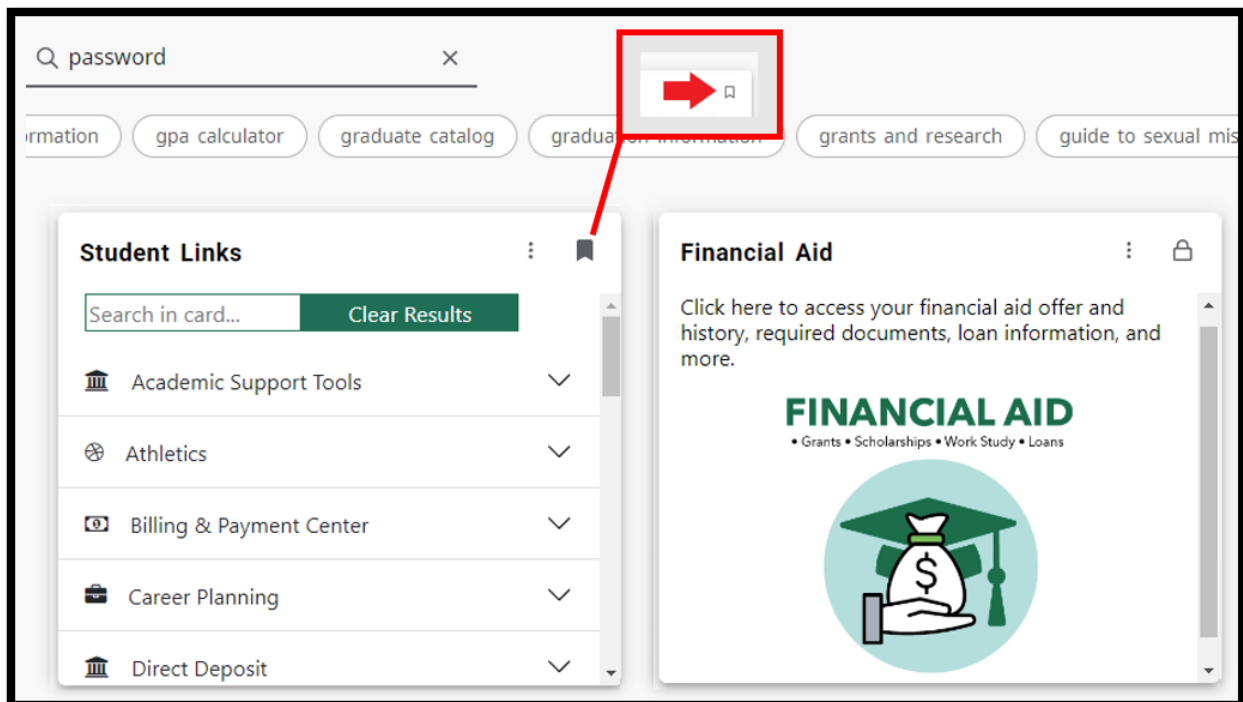 password
ormation
gpa calculator
graduate catalog
graduation information
grants and research
guide to sexual mis
Student Links
Search in card...
Clear Results
Academic Support Tools
Athletics
Billing & Payment Center
Career Planning
Direct Deposit
Financial Aid
Click here to access your financial aid offer and
history, required documents, loan information, and
more.
FINANCIAL AID
• Grants • Scholarships • Work Study • Loans
$